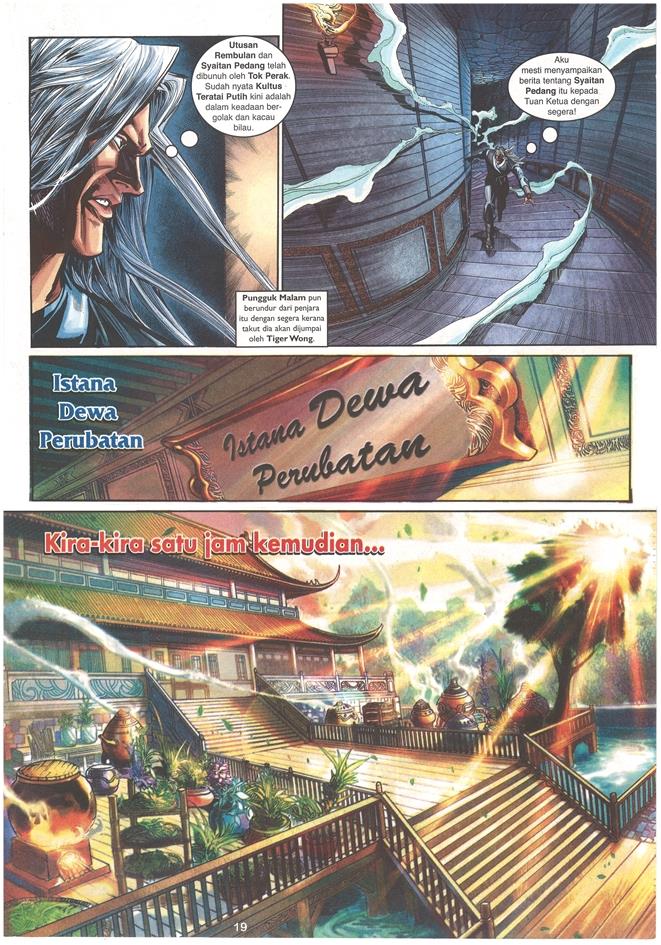 Utusan
Rembulan dan
Syaitan Pedang telah
dibunuh oleh Tok Perak.
Sudah nyata Kultus
Teratai Putih kini adalah
dalam keadaan ber-
golak dan kacau
bilau.
Aku
mesti menyampaikan
berita tentang Syaitan
Pedang itu kepada
Tuan Ketua dengan
segera!
Pungguk Malam pun
berundur dari penjara
itu dengan segera kerana
takut dia akan dijumpai
oleh Tiger Wong.
Istana
Dewa
Perubatan
Istana Dewa
Perubatan
Kira-kira satu jam kemudian...
19